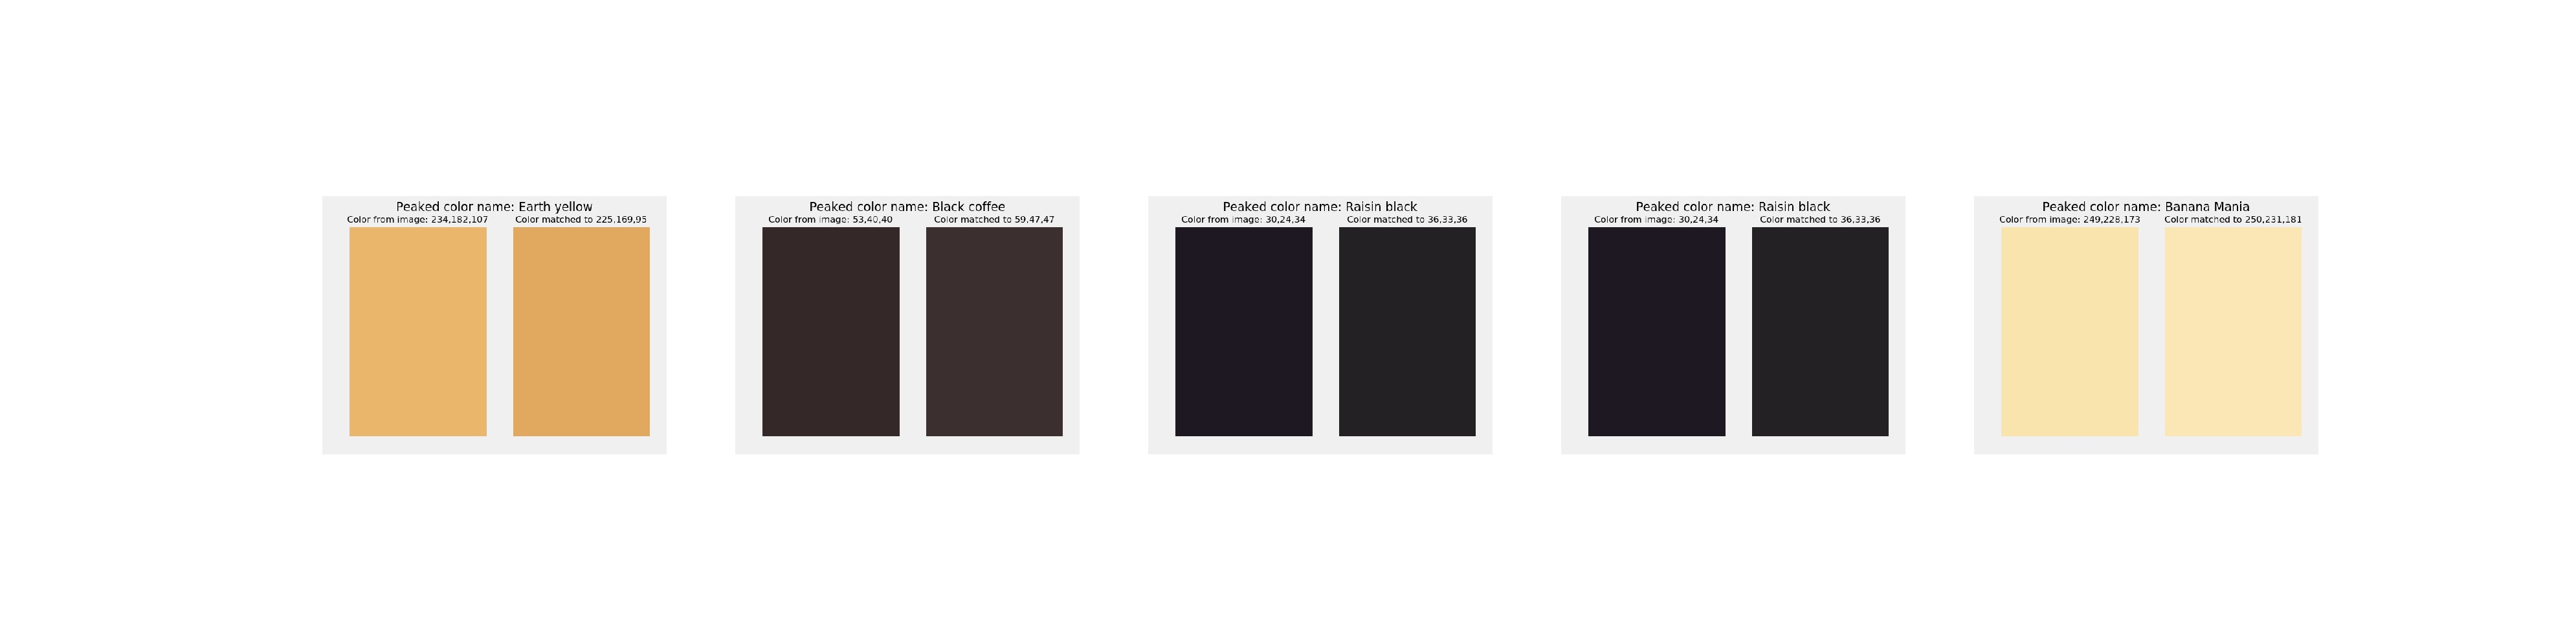 Peaked color name: Earth yellow
Color from image: 234,182,107 Color matched to 225,169,95
Peaked color name: Black coffee
Color from image: 53,40,40 Color matched to 59,47,47
Peaked color name: Raisin black
Color from image: 30,24,34 Color matched to 36,33,36
Peaked color name: Raisin black
Color from image: 30,24,34 Color matched to 36,33,36
Peaked color name: Banana Mania
Color from image: 249,228,173 Color matched to 250,231,181